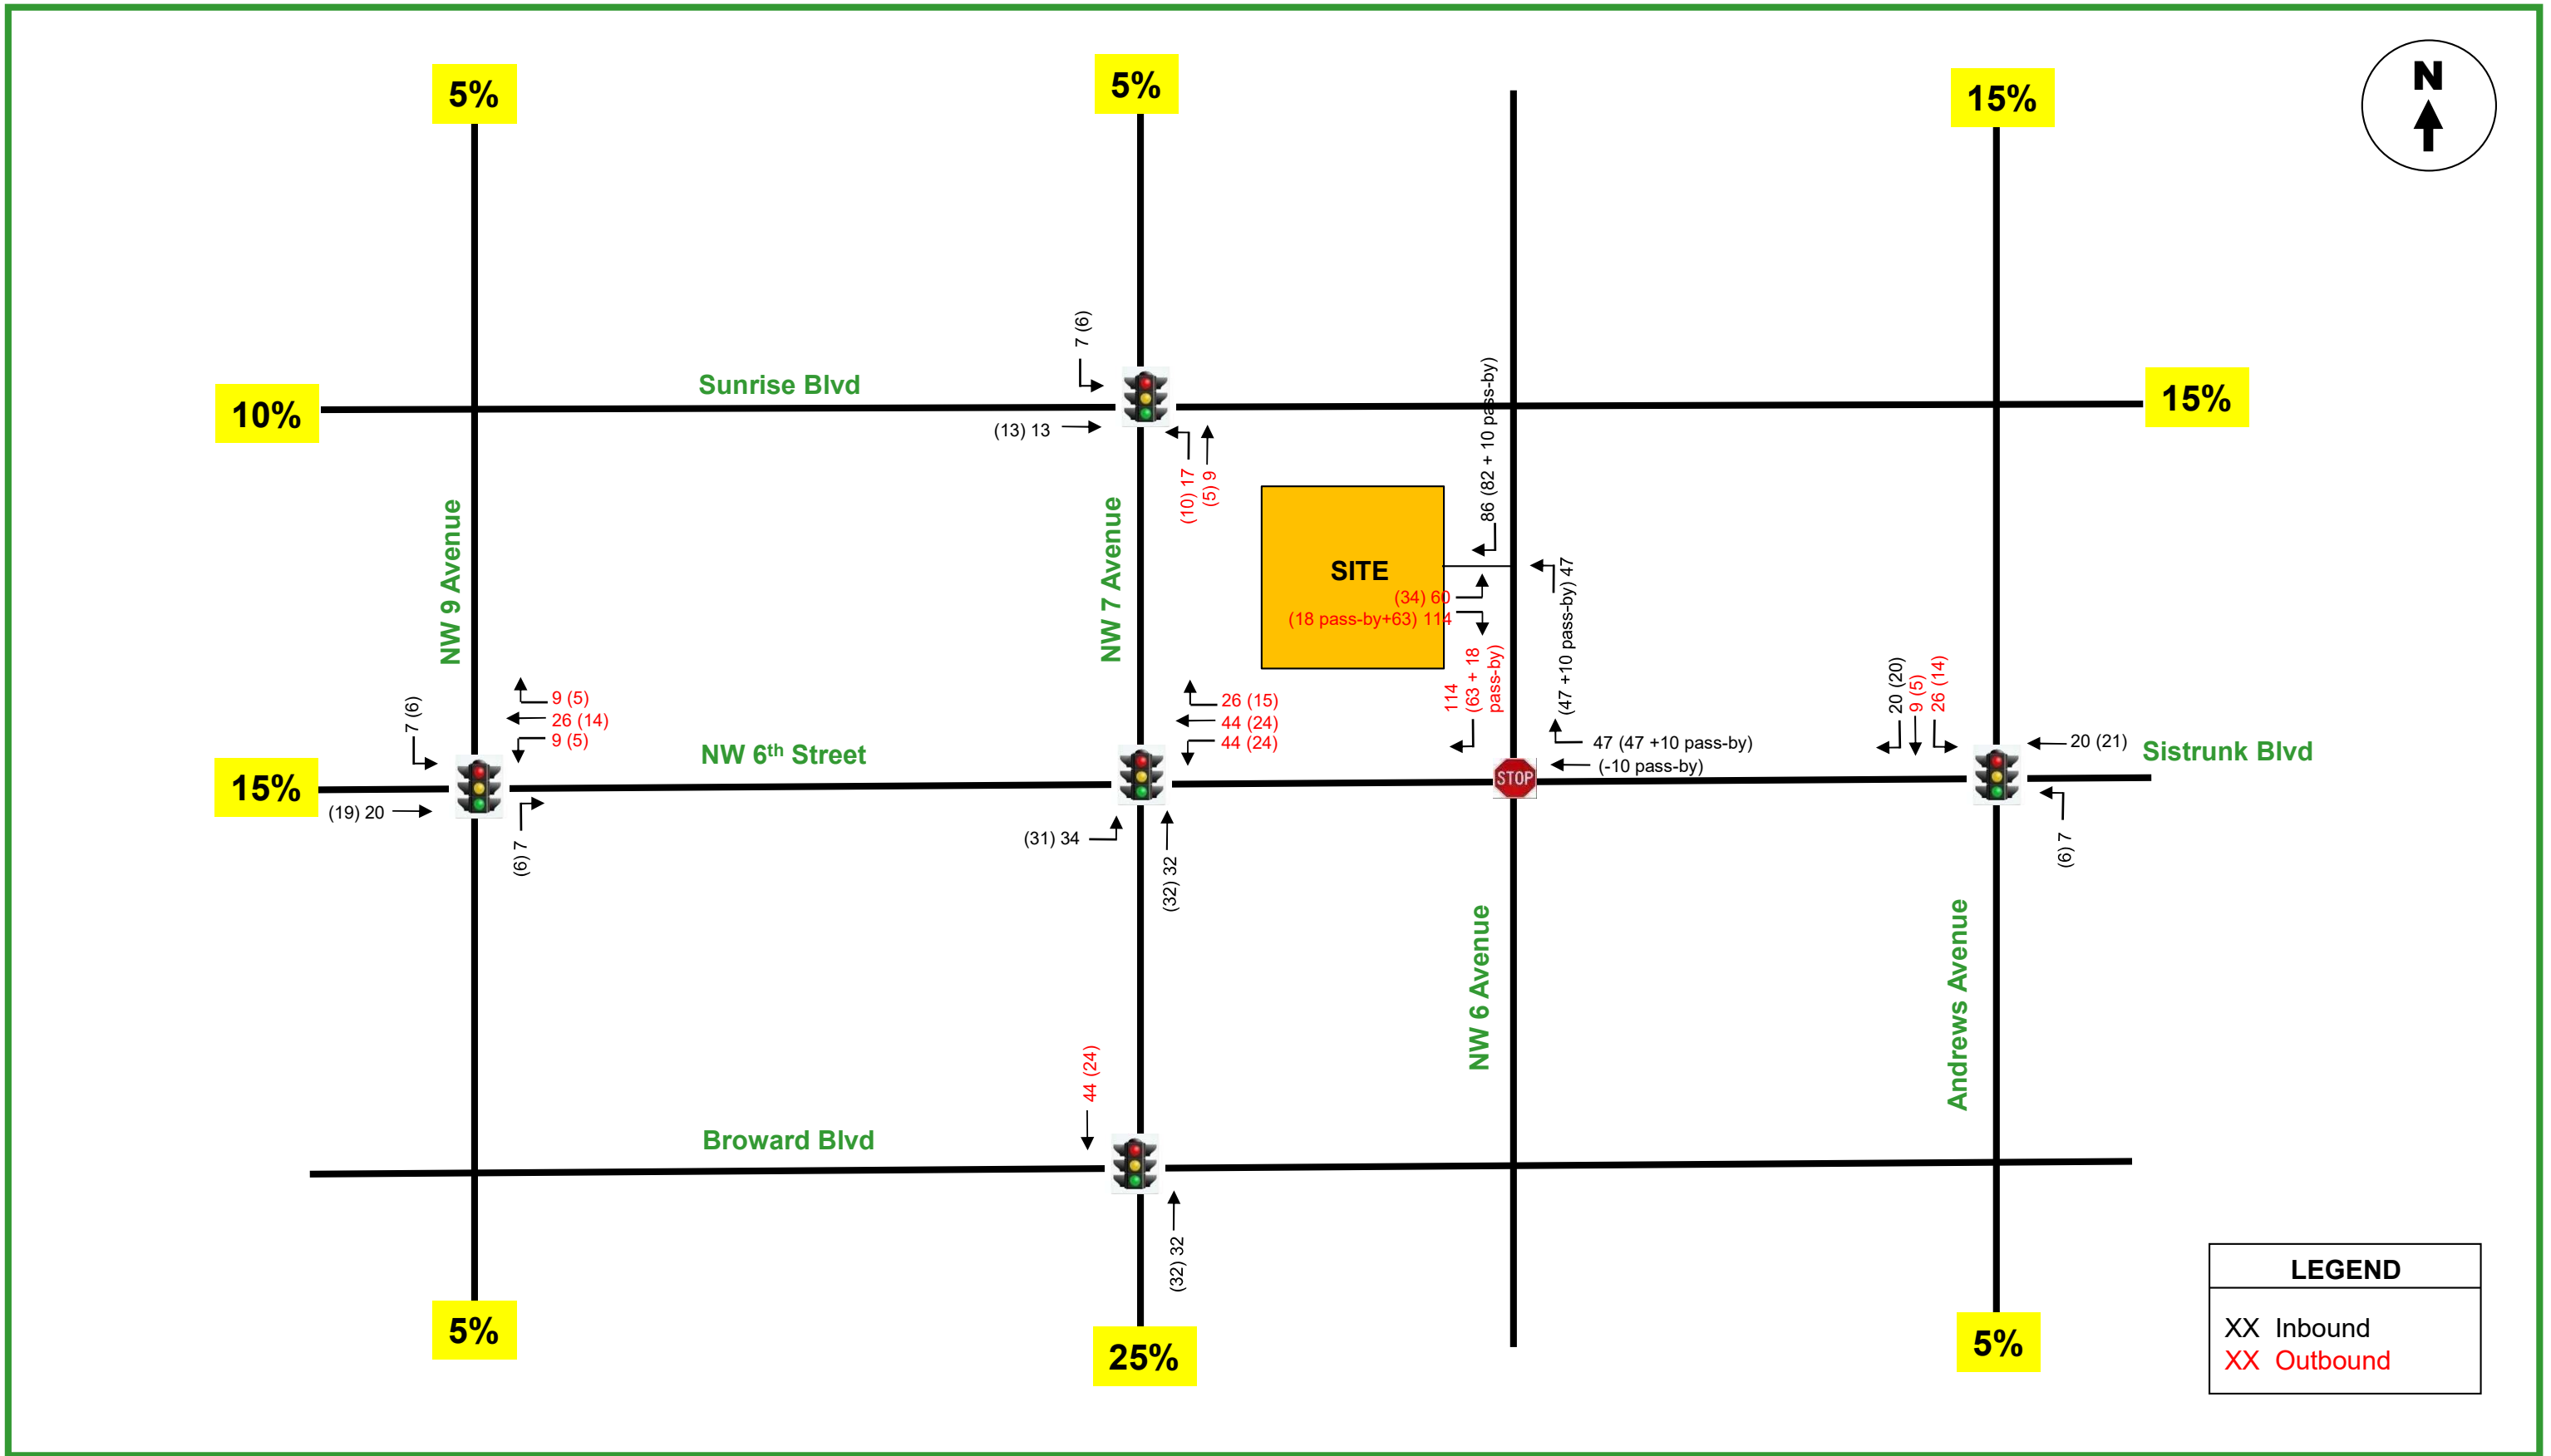 5%
5%
15%
N
7 (6)
86 (82 + 10 pass-by)
Sunrise Blvd
10%
15%
(13) 13
(10) 17
(5) 9
NW 9 Avenue
NW 7 Avenue
SITE
(34) 60
(18 pass-by+63) 114
(47 +10 pass-by) 47
114
(63 + 18
pass-by)
20 (20)
9 (5)
26 (14)
7 (6)
9 (5)
26 (14)
9 (5)
26 (15)
44 (24)
44 (24)
NW 6th Street
47 (47 +10 pass-by)
(-10 pass-by)
20 (21)
Sistrunk Blvd
15%
STOP
(19) 20
(6) 7
(31) 34
(32) 32
(6) 7
NW 6 Avenue
Andrews Avenue
44 (24)
Broward Blvd
(32) 32
5%
25%
5%
LEGEND
XX Inbound
XX Outbound